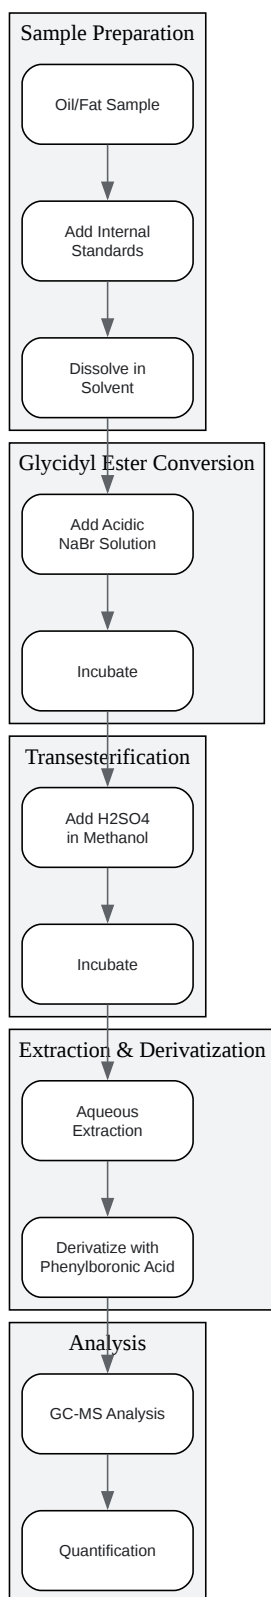 Sample Preparation
Oil/Fat Sample
Add Internal
Standards
Dissolve in
Solvent
Glycidyl Ester Conversion
Add Acidic
NaBr Solution
Incubate
Transesterification
Add H2SO4
in Methanol
Incubate
Extraction & Derivatization
Aqueous
Extraction
Derivatize with
Phenylboronic Acid
Analysis
GC-MS Analysis
Quantification